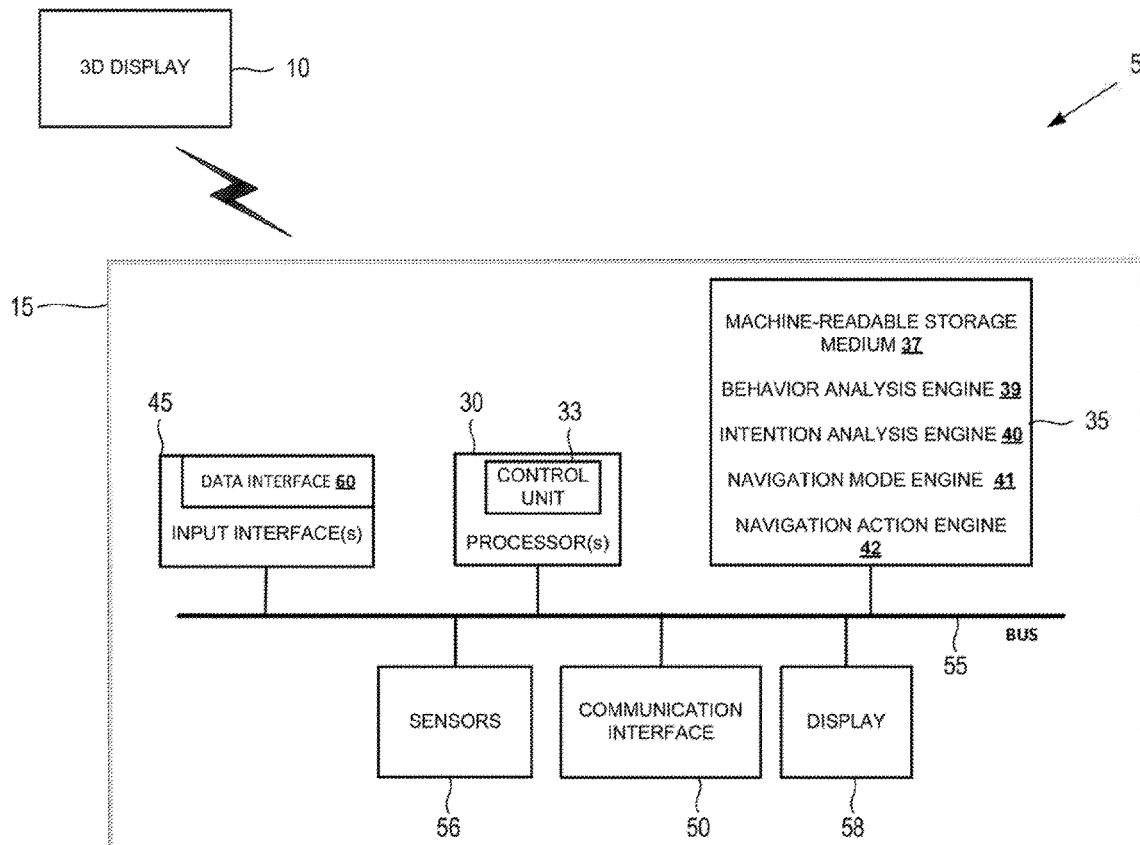 3D DISPLAY
10
5
15
MACHINE-READABLE STORAGE
MEDIUM 37
BEHAVIOR ANALYSIS ENGINE 39
INTENTION ANALYSIS ENGINE 40
NAVIGATION MODE ENGINE 41
NAVIGATION ACTION ENGINE
42
35
45
DATA INTERFACE 60
INPUT INTERFACE(s)
30
33
CONTROL
UNIT
PROCESSOR(s)
BUS
55
SENSORS
COMMUNICATION
INTERFACE
DISPLAY
56
50
58